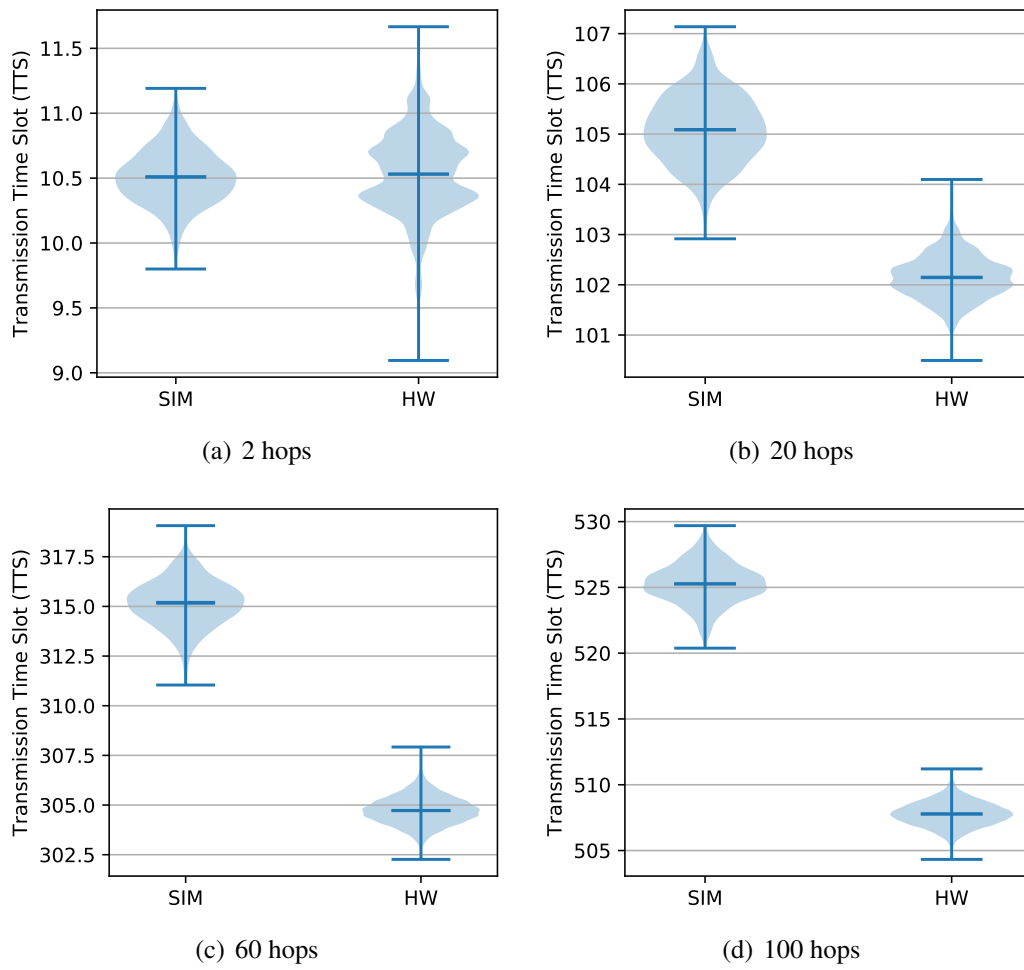 Transmission Time Slot (TTS)
11.5
11.0
10.5
10.0
9.5
9.0
SIM HW
(a) 2 hops
Transmission Time Slot (TTS)
107
106
105
104
103
102
101
SIM HW
(b) 20 hops
Transmission Time Slot (TTS)
317.5
315.0
312.5
310.0
307.5
305.0
302.5
SIM HW
(c) 60 hops
Transmission Time Slot (TTS)
530
525
520
515
510
505
SIM HW
(d) 100 hops